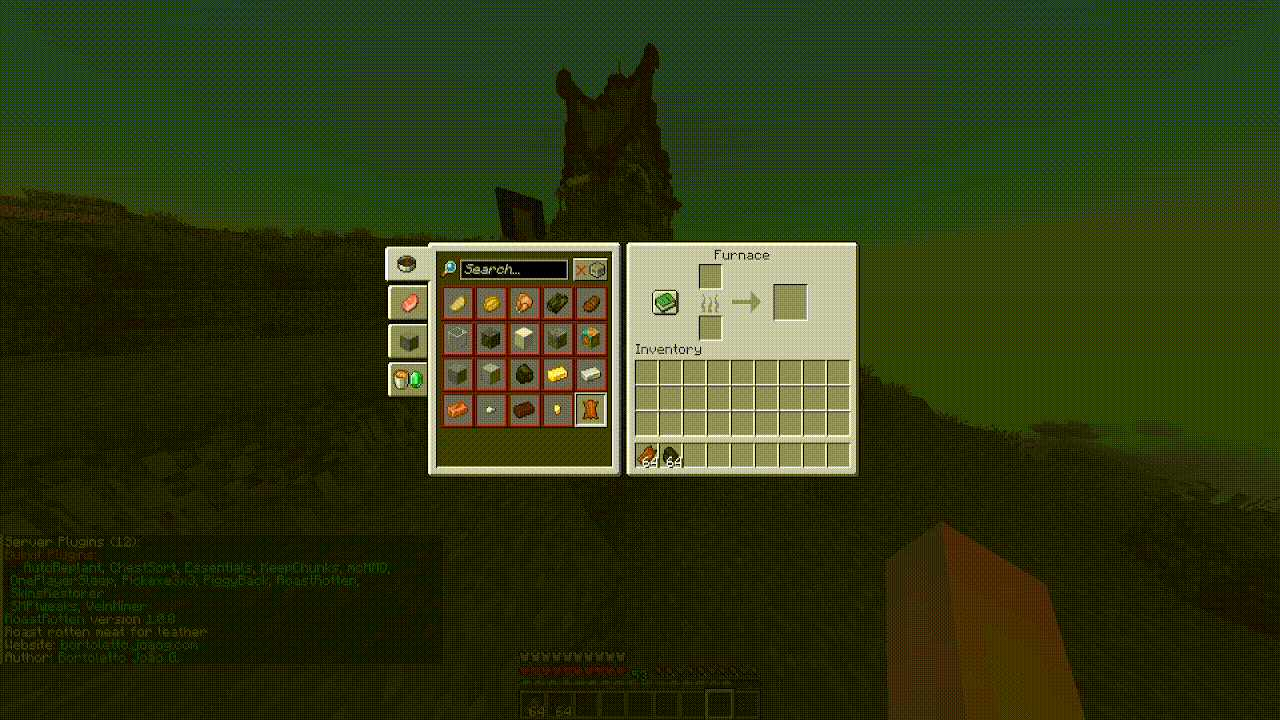 Furnace
Search...
Inventory
64 64
Server Plugins (12):
Bukkit Plugins:
AutoReplant, ChestSort, Essentials, KeepChunks, mcMMO,
OnePlayerSleep, Pickaxe3x3, PiggyBack, RoastRotten,
SkinsRestorer
SMPtweaks, VeinMiner
RoastRotten version 1.0.0
Roast rotten meat for leather
Website: bortoletto.joaog.com
Author: Bortoletto João G.
64 64